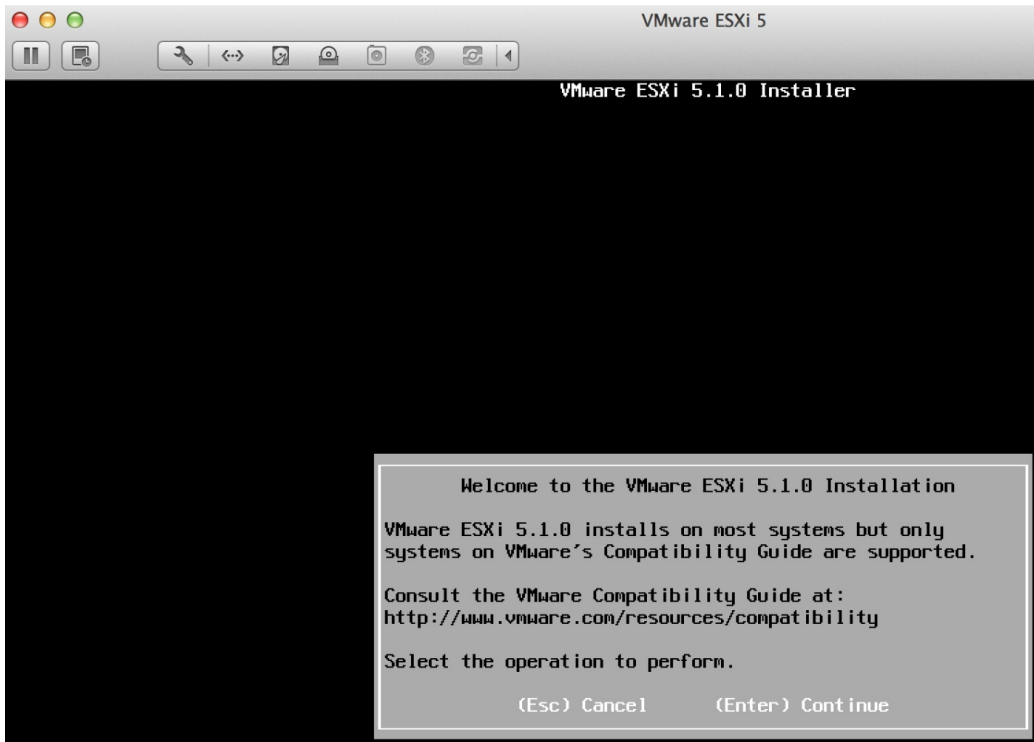 VMware ESXi 5
VMware ESXi 5.1.0 Installer
Welcome to the VMware ESXi 5.1.0 Installation
VMware ESXi 5.1.0 installs on most systems but only
systems on VMware's Compatibility Guide are supported.
Consult the VMware Compatibility Guide at:
http://www.vmware.com/resources/compatibility
Select the operation to perform.
(Esc) Cancel (Enter) Continue